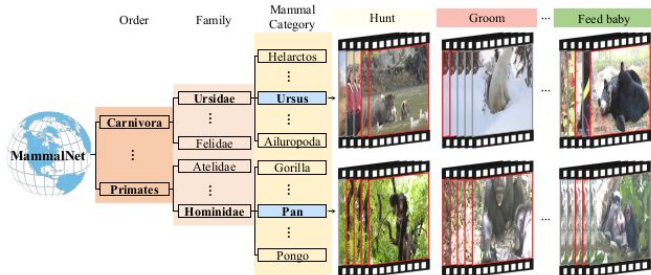 Order Family Mammal Category Hunt Groom ... Feed baby
Helarctos
Ursidae Ursus
Carnivora
Felidae Ailuropoda
MammalNet
Atelidae Gorilla
Primates
Hominidae Pan
Pongo